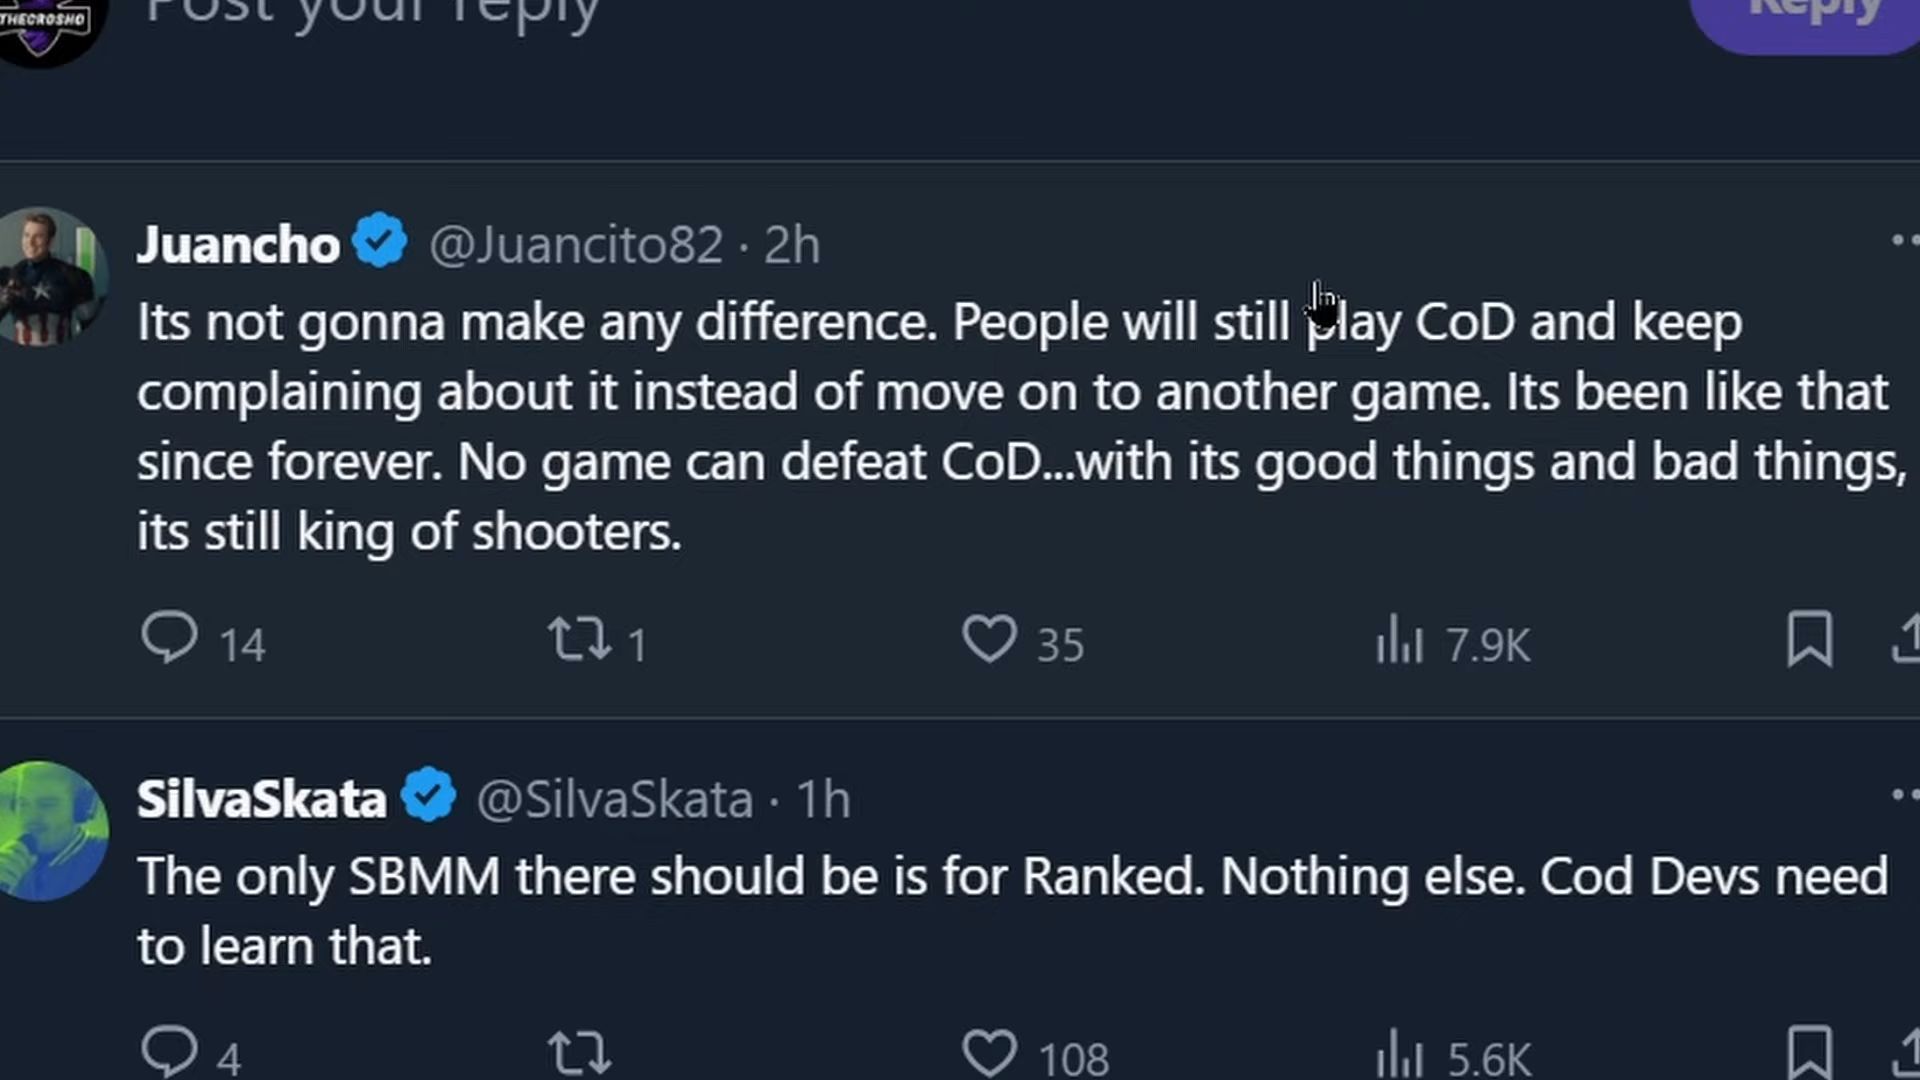 THECROSHO
Post your reply
Reply
Juancho @Juancito82 · 2h
Its not gonna make any difference. People will still play CoD and keep
complaining about it instead of move on to another game. Its been like that
since forever. No game can defeat CoD...with its good things and bad things,
its still king of shooters.
14 1 35 7.9K
SilvaSkata @SilvaSkata · 1h
The only SBMM there should be is for Ranked. Nothing else. Cod Devs need
to learn that.
4 108 5.6K